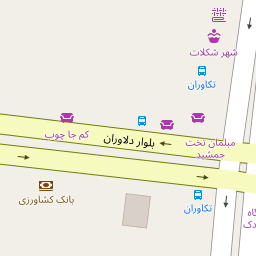 شهر شکلات
تکاوران
کم جا چوب
بلوار دلاوران
مبلمان تخت
جمشید
بانک کشاورزی
تکاوران